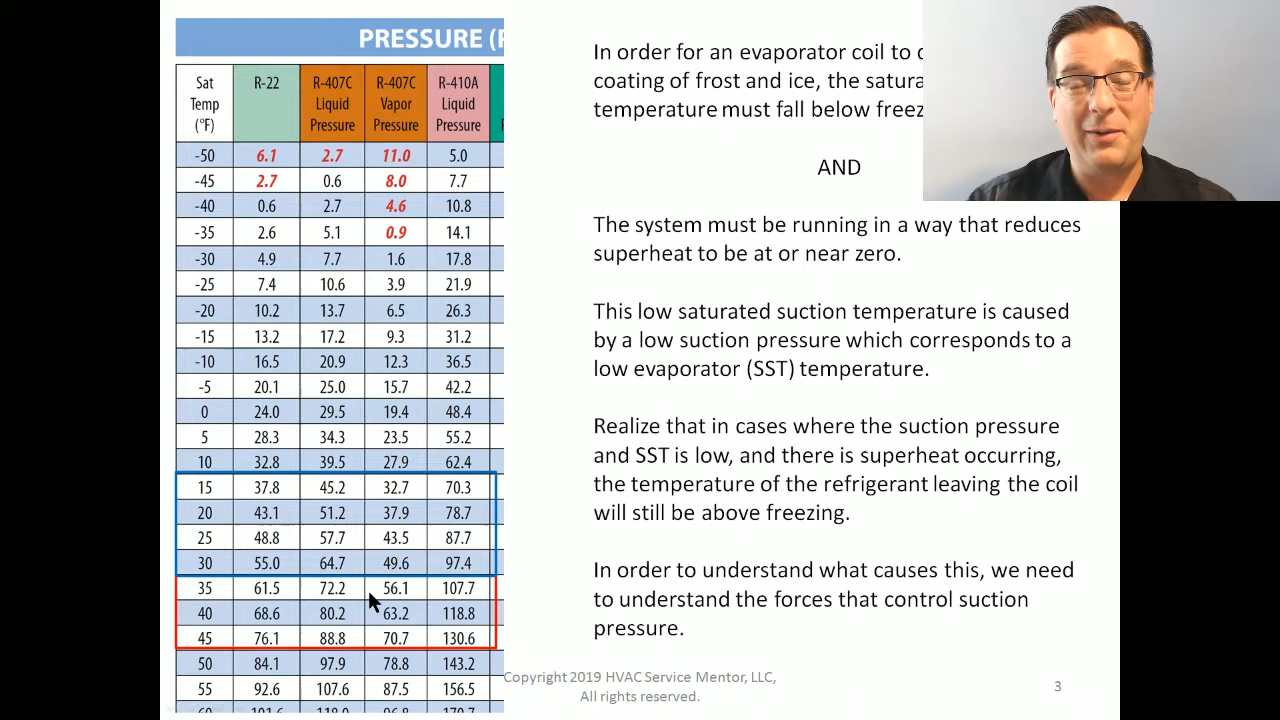 PRESSURE (
Sat Temp (°F) R-22 R-407C Liquid Pressure R-407C Vapor Pressure R-410A Liquid Pressure
-50 6.1 2.7 11.0 5.0
-45 2.7 0.6 8.0 7.7
-40 0.6 2.7 4.6 10.8
-35 2.6 5.1 0.9 14.1
-30 4.9 7.7 1.6 17.8
-25 7.4 10.6 3.9 21.9
-20 10.2 13.7 6.5 26.3
-15 13.2 17.2 9.3 31.2
-10 16.5 20.9 12.3 36.5
-5 20.1 25.0 15.7 42.2
0 24.0 29.5 19.4 48.4
5 28.3 34.3 23.5 55.2
10 32.8 39.5 27.9 62.4
15 37.8 45.2 32.7 70.3
20 43.1 51.2 37.9 78.7
25 48.8 57.7 43.5 87.7
30 55.0 64.7 49.6 97.4
35 61.5 72.2 56.1 107.7
40 68.6 80.2 63.2 118.8
45 76.1 88.8 70.7 130.6
50 84.1 97.9 78.8 143.2
55 92.6 107.6 87.5 156.5
In order for an evaporator coil to
coating of frost and ice, the
temperature must fall below
AND
The system must be running in a way that reduces
superheat to be at or near zero.
This low saturated suction temperature is caused
by a low suction pressure which corresponds to a
low evaporator (SST) temperature.
Realize that in cases where the suction pressure
and SST is low, and there is superheat occurring,
the temperature of the refrigerant leaving the coil
will still be above freezing.
In order to understand what causes this, we need
to understand the forces that control suction
pressure.
Copyright 2019 HVAC Service Mentor, LLC,
All rights reserved.
3